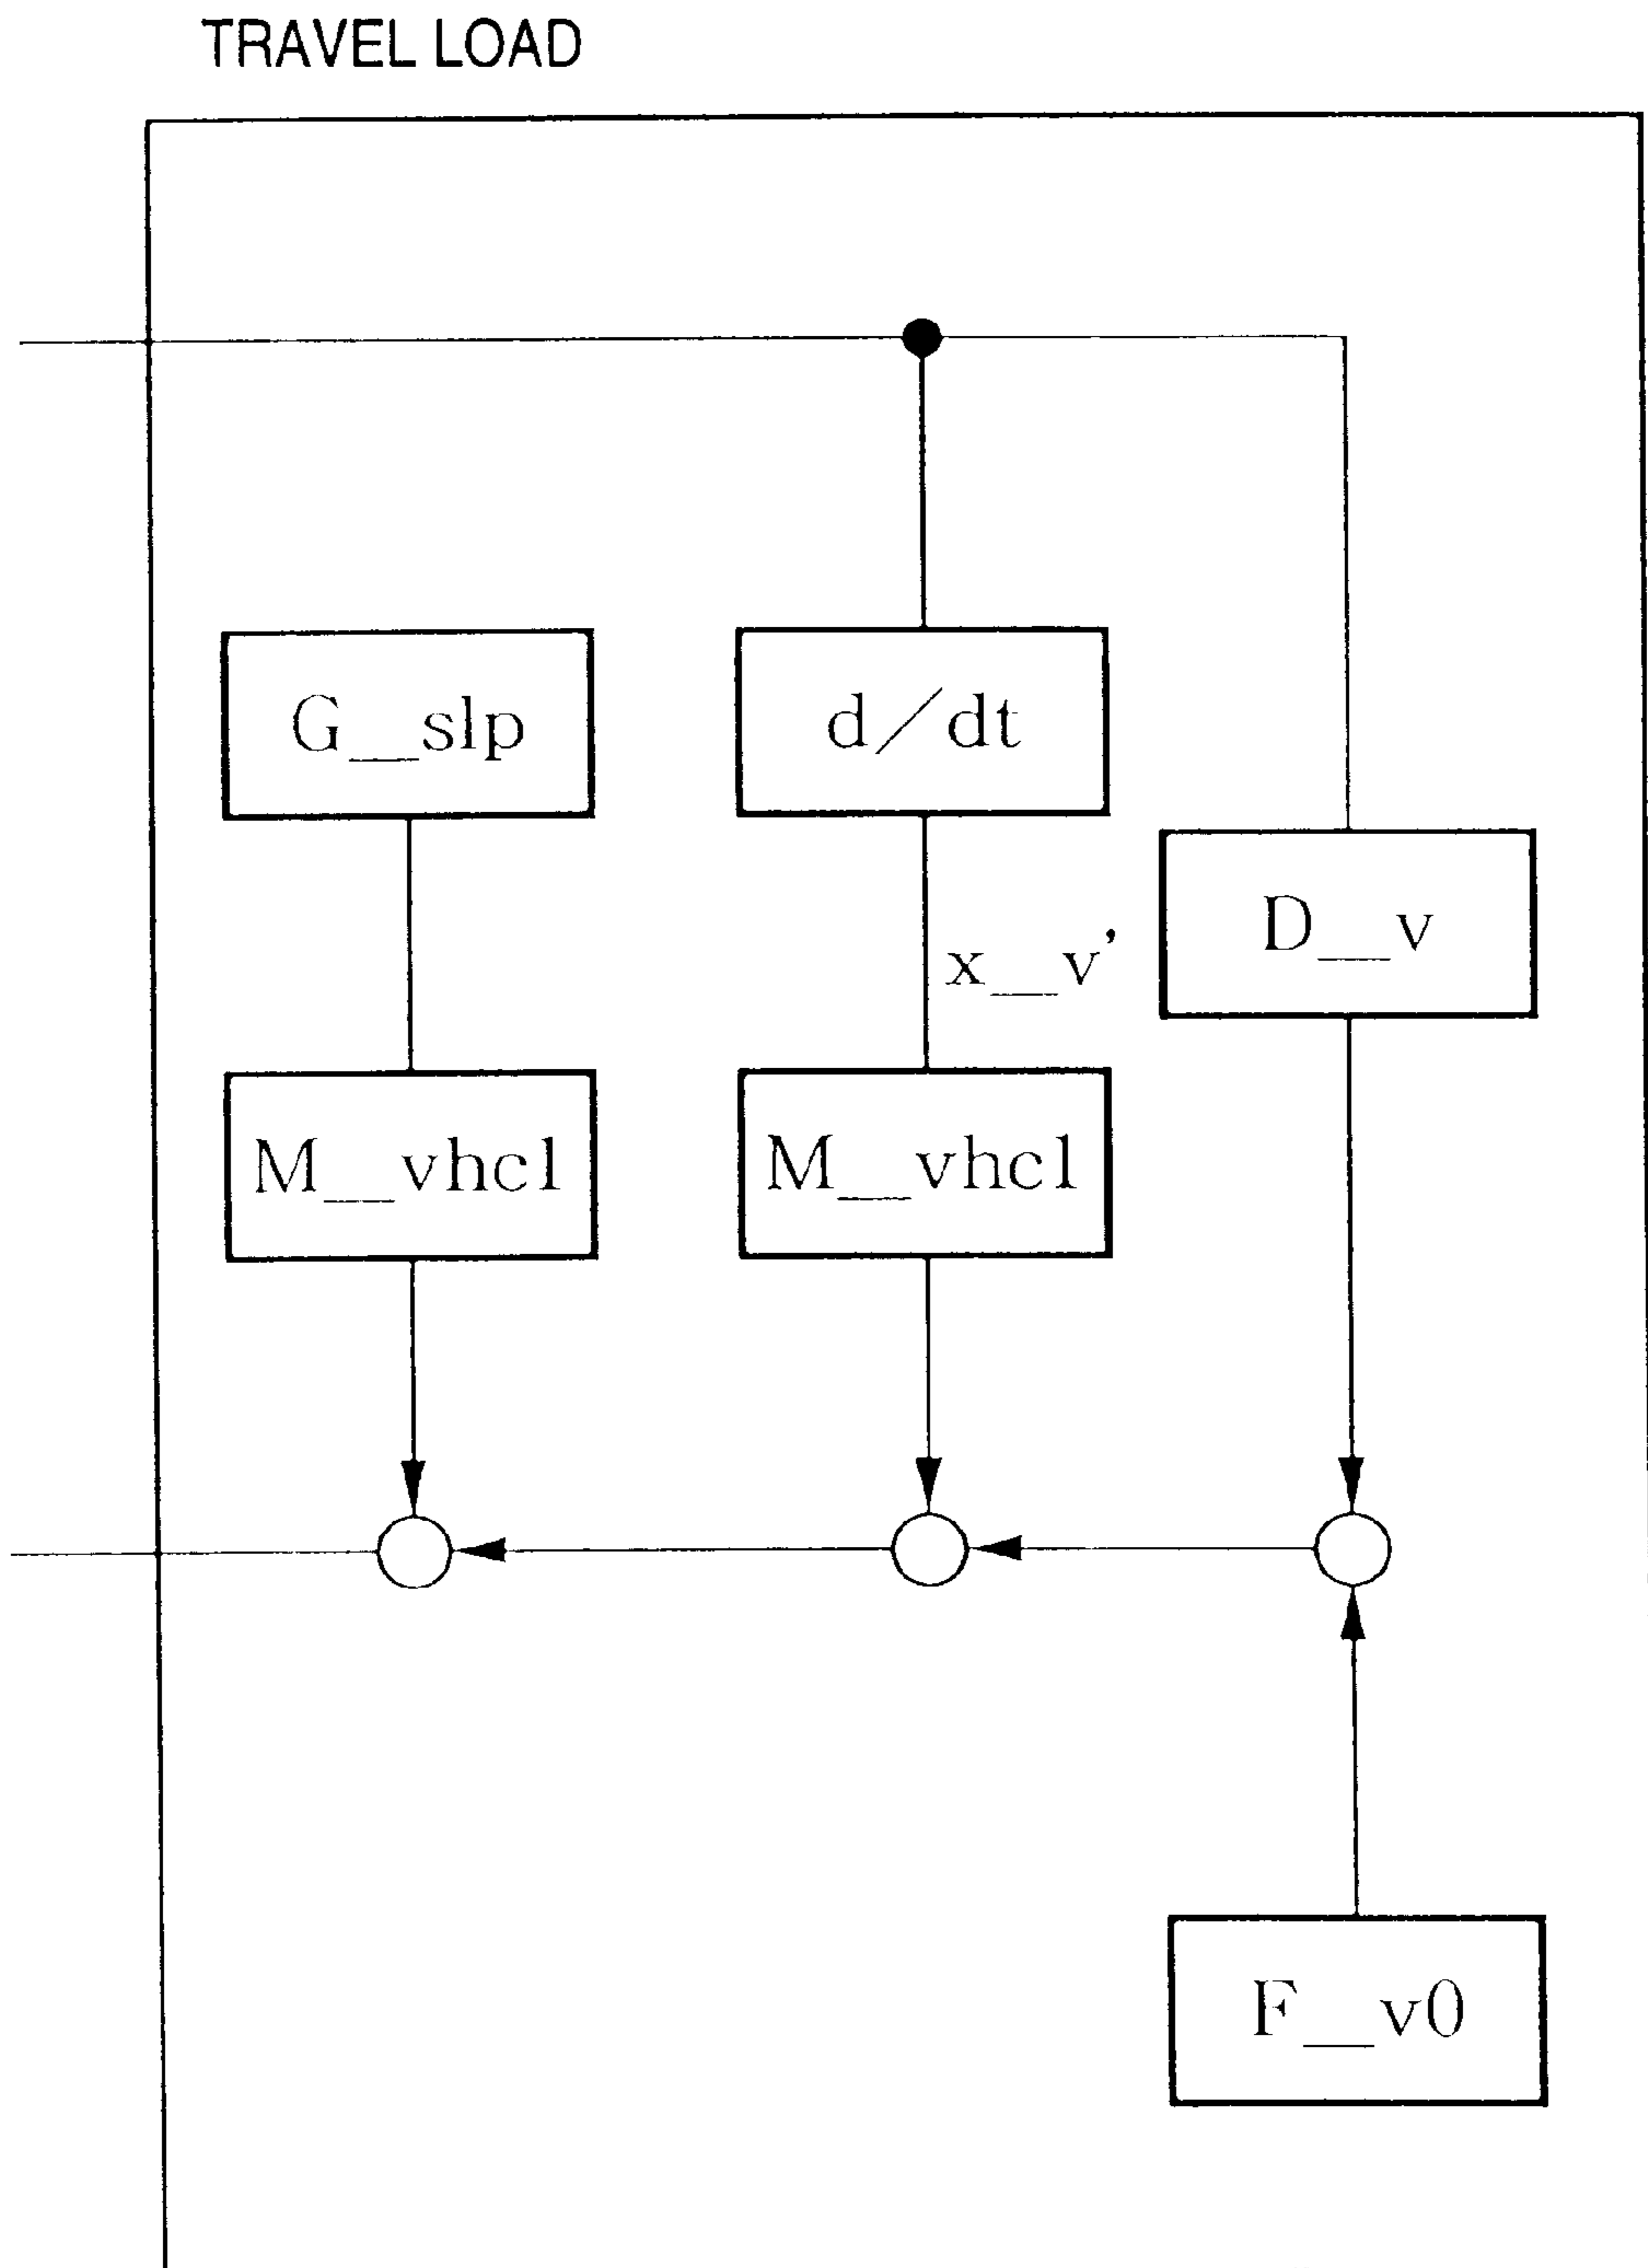 TRAVEL LOAD
G__slp
d/dt
D__v
x__v'
M__vhcl
M__vhcl
F__v0